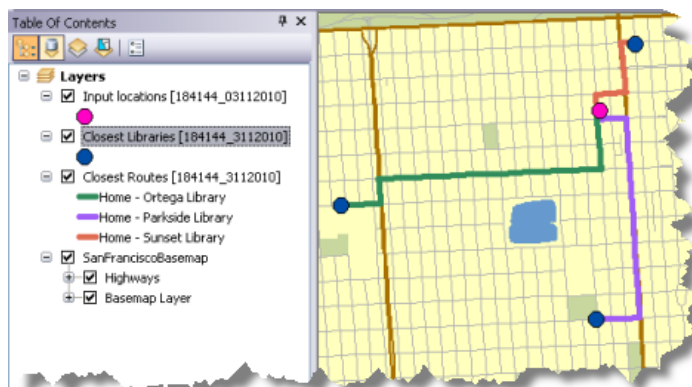 Table Of Contents
Layers
Input locations [184144_03112010]
Closest Libraries [184144_3112010]
Closest Routes [184144_3112010]
Home - Ortega Library
Home - Parkside Library
Home - Sunset Library
SanFranciscoBasemap
Highways
Basemap Layer